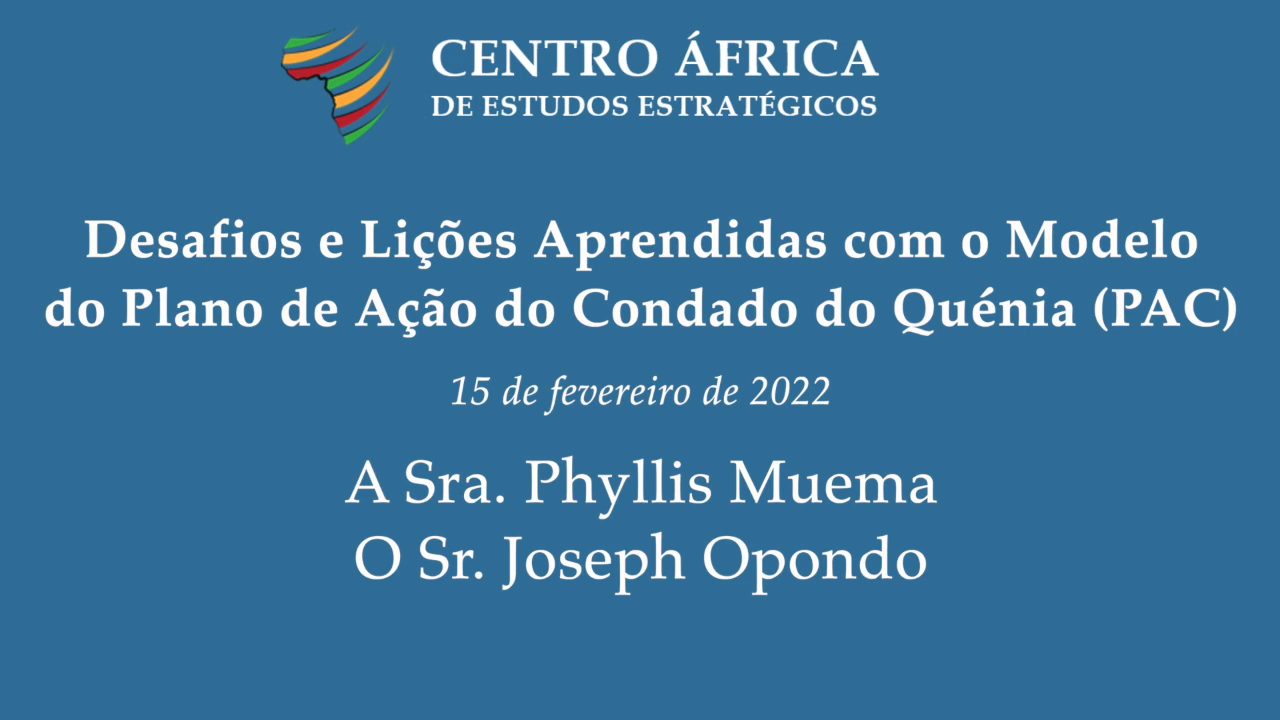 CENTRO ÁFRICA
DE ESTUDOS ESTRATÉGICOS
Desafios e Lições Aprendidas com o Modelo
do Plano de Ação do Condado do Quénia (PAC)
15 de fevereiro de 2022
A Sra. Phyllis Muema
O Sr. Joseph Opondo